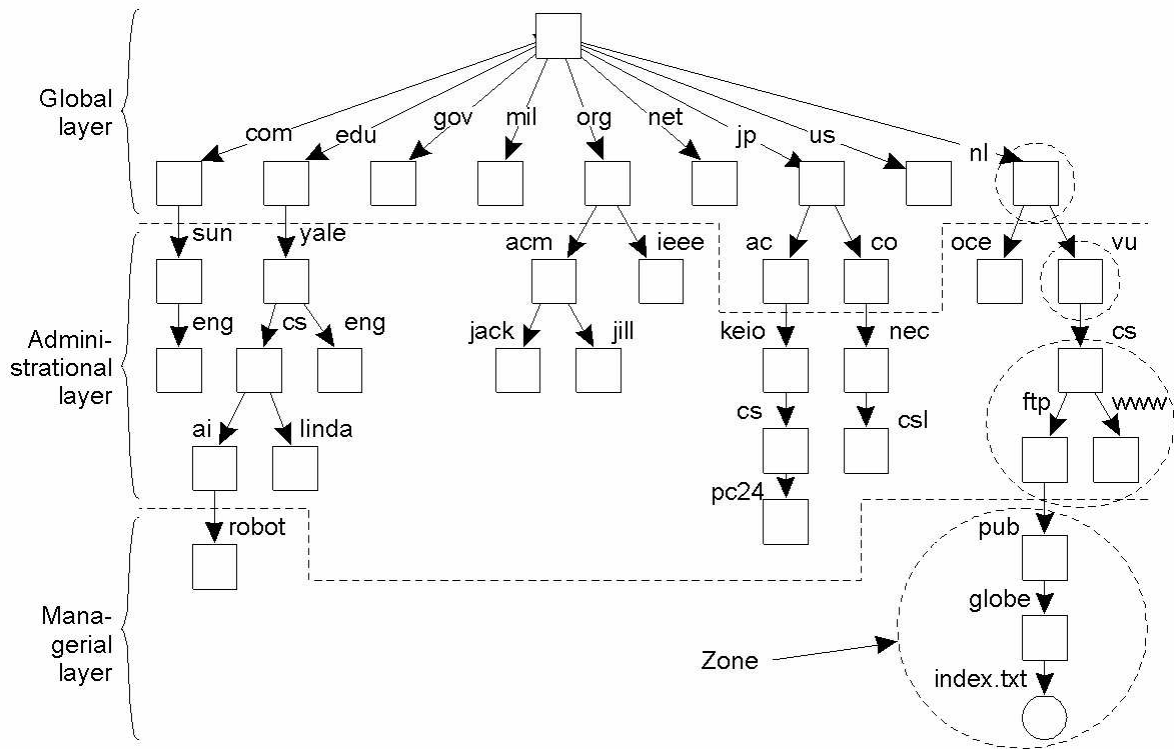 Global
layer
com
edu
gov
mil
org
net
jp
us
nl
sun
yale
acm
ieee
ac
co
oce
vu
Admini-
strational
layer
eng
cs
eng
jack
jill
keio
nec
cs
ai
linda
cs
csl
ftp
www
pc24
robot
pub
Mana-
gerial
layer
globe
Zone
index.txt